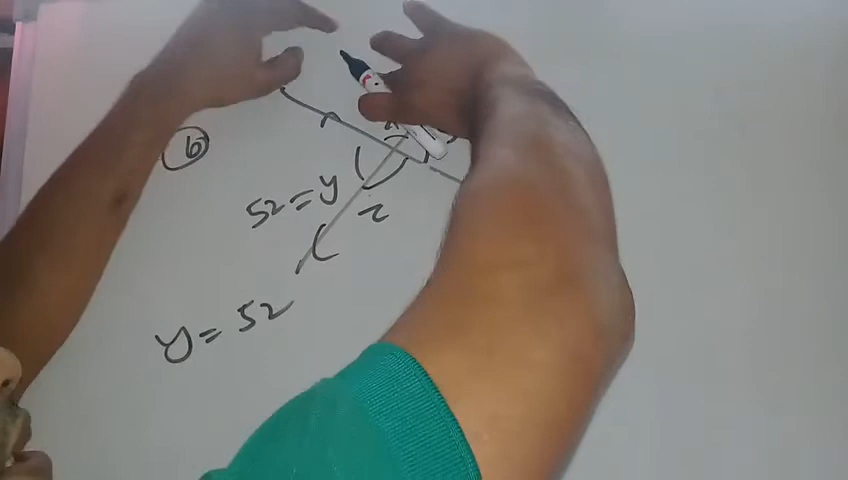 6
52 = y
z
y = 52